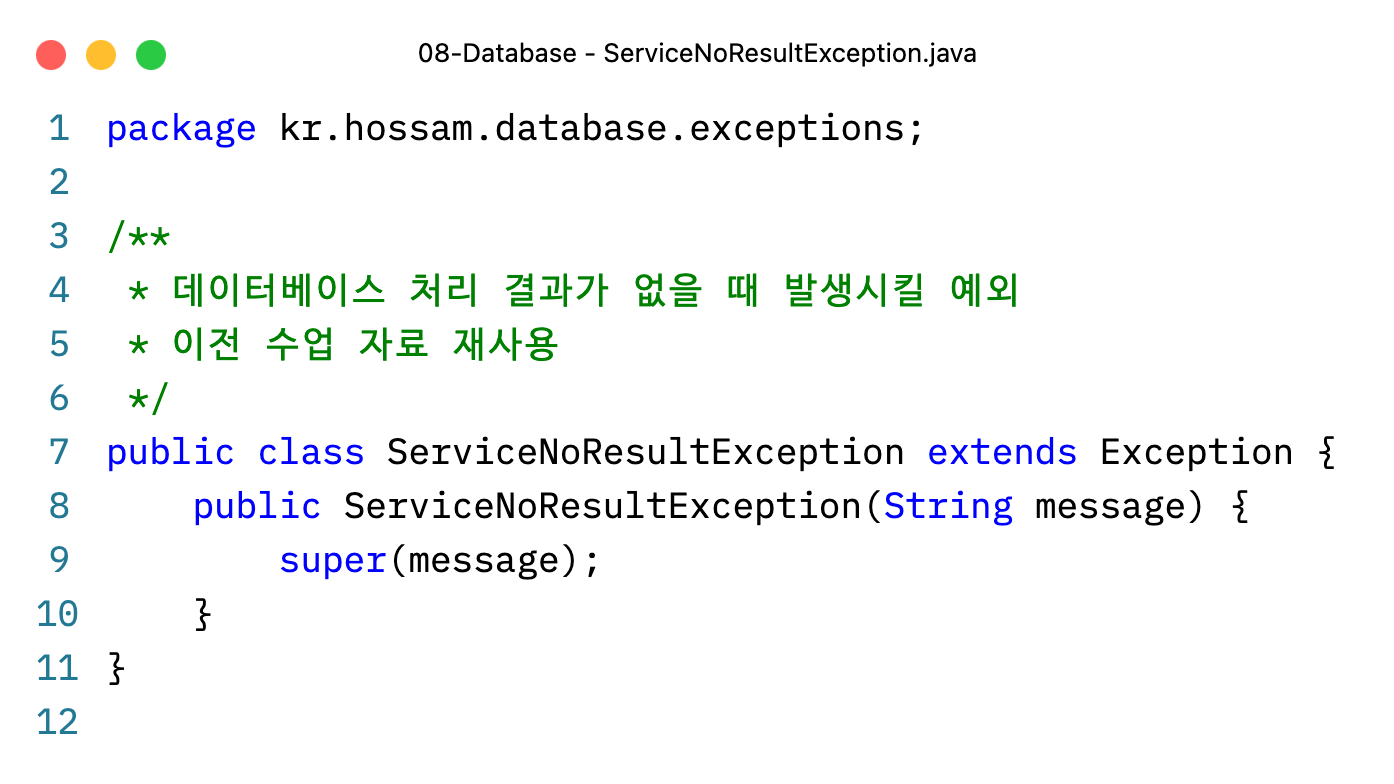 08-Database - ServiceNoResultException.java
1 package kr.hossam.database.exceptions;
2
3 /**
4  * 데이터베이스 처리 결과가 없을 때 발생시킬 예외
5  * 이전 수업 자료 재사용
6  */
7 public class ServiceNoResultException extends Exception {
8     public ServiceNoResultException(String message) {
9         super(message);
10     }
11 }
12